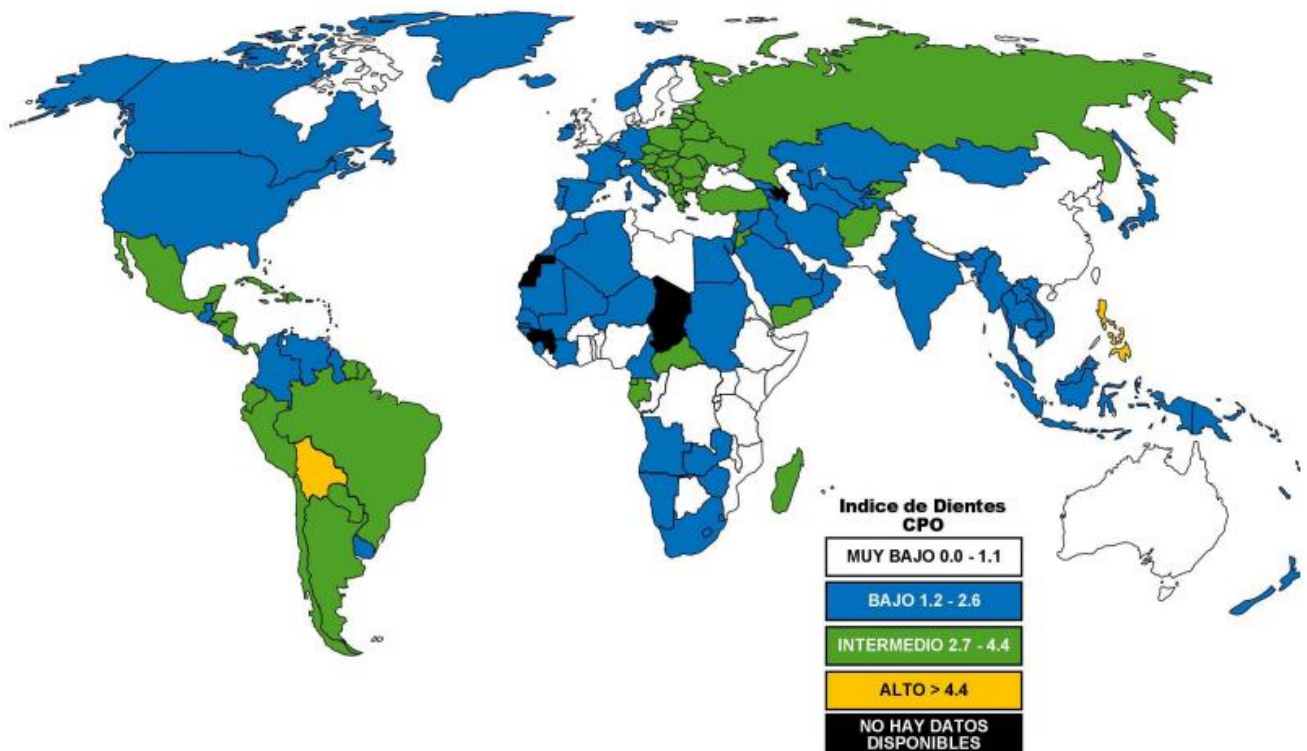 Indice de Dientes
CPO
MUY BAJO 0.0 - 1.1
BAJO 1.2 - 2.6
INTERMEDIO 2.7 - 4.4
ALTO > 4.4
NO HAY DATOS
DISPONIBLES